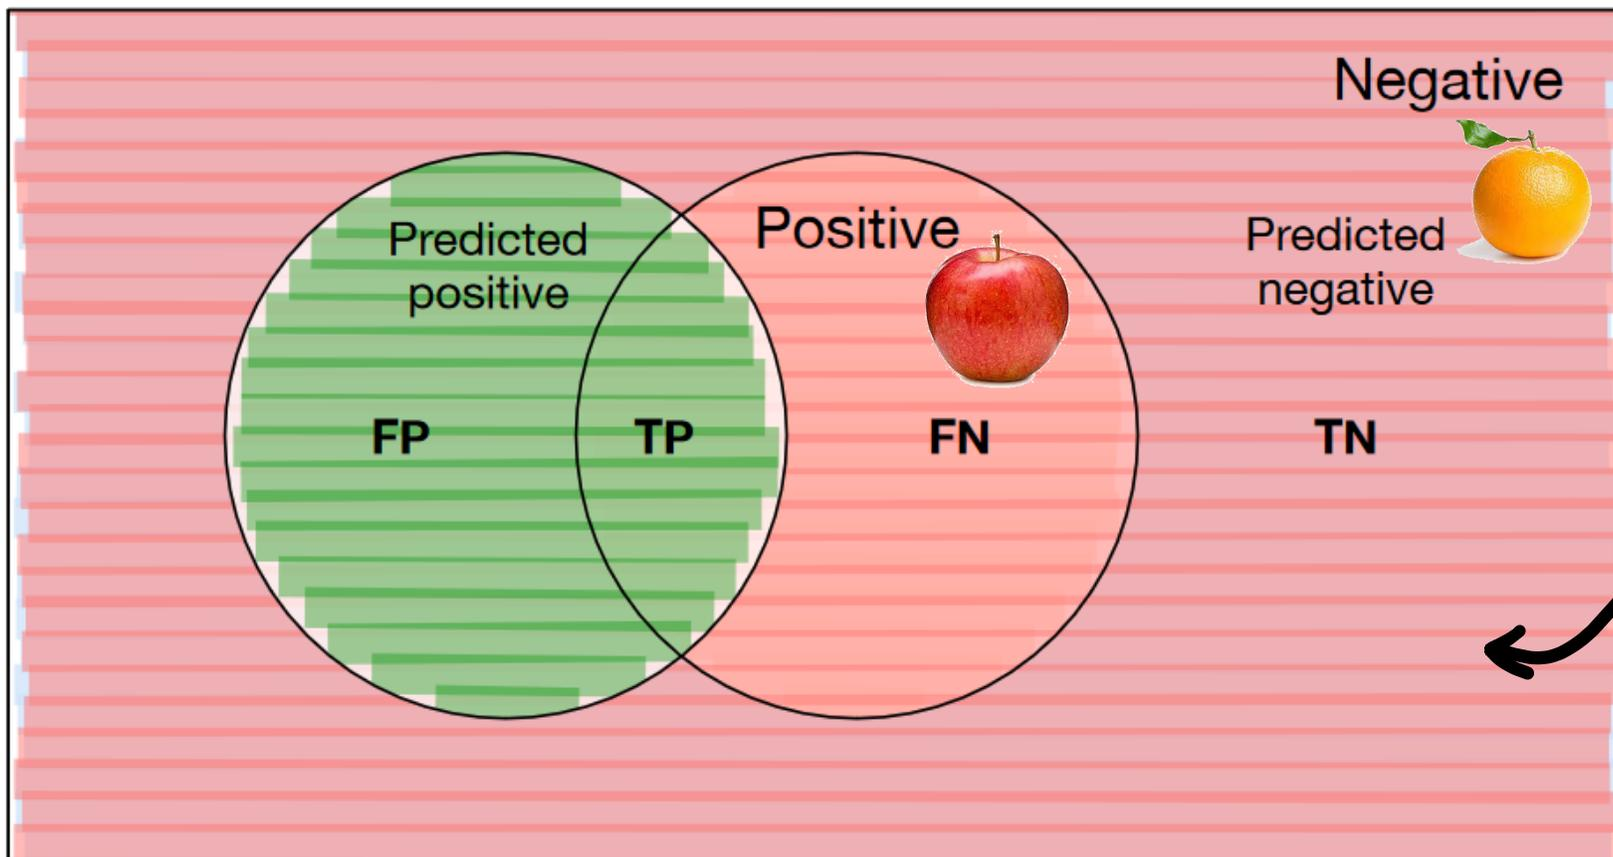 Negative
Predicted
positive
Positive
Predicted
negative
FP
TP
FN
TN